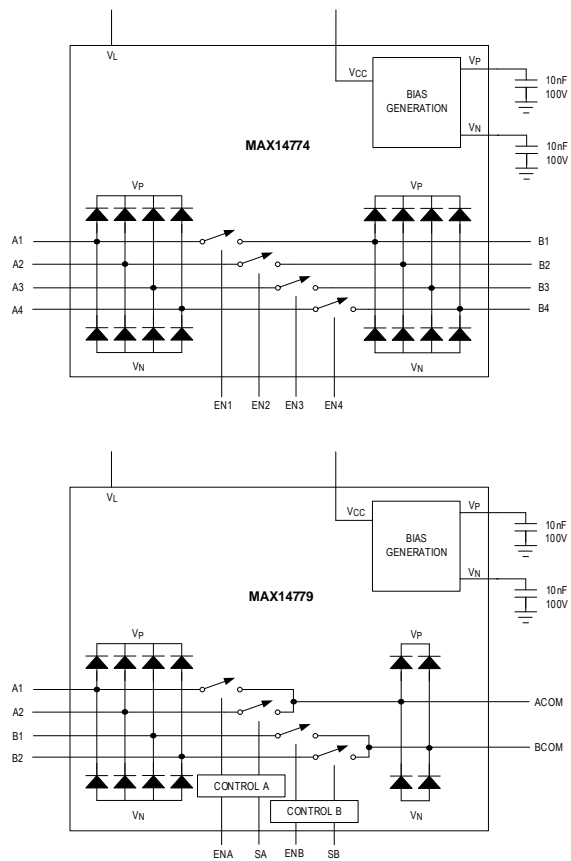 VL
VCC
BIAS
GENERATION
VP
10nF
100V
VN
10nF
100V
MAX14774
VP
VP
A1
B1
A2
B2
A3
B3
A4
B4
VN
VN
EN1
EN2
EN3
EN4
VL
VCC
BIAS
GENERATION
VP
10nF
100V
VN
10nF
100V
MAX14779
VP
VP
A1
ACOM
A2
B1
BCOM
B2
CONTROL A
CONTROL B
VN
VN
ENA
SA
ENB
SB